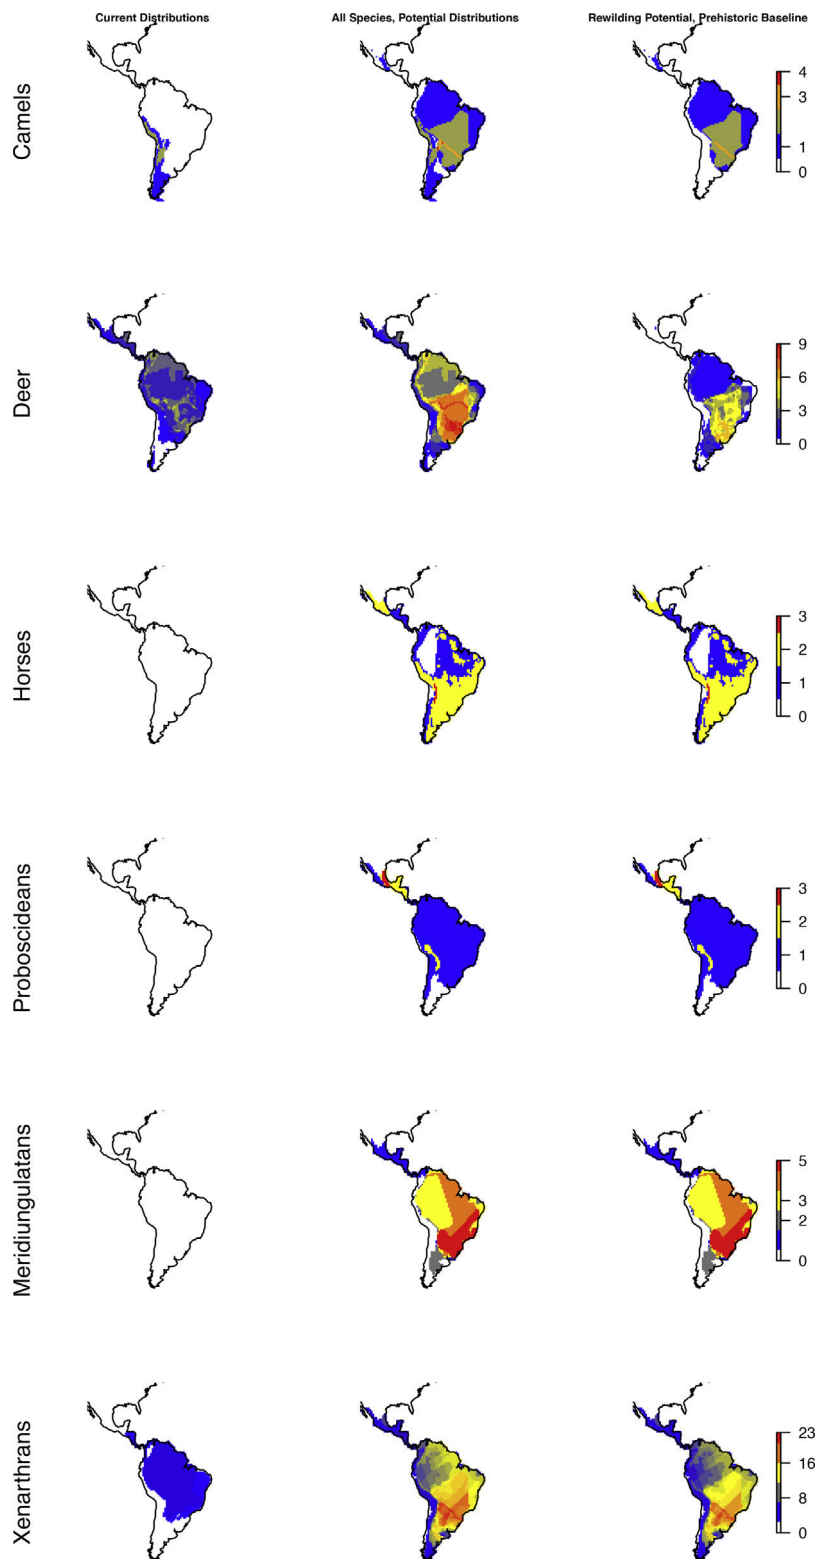 Current Distributions
All Species, Potential Distributions
Rewilding Potential, Prehistoric Baseline
Camels
4
3
1
0
Deer
9
6
3
0
Horses
3
2
1
0
Proboscideans
3
2
1
0
Meridiungulatans
5
3
2
0
Xenarthrans
23
16
8
0